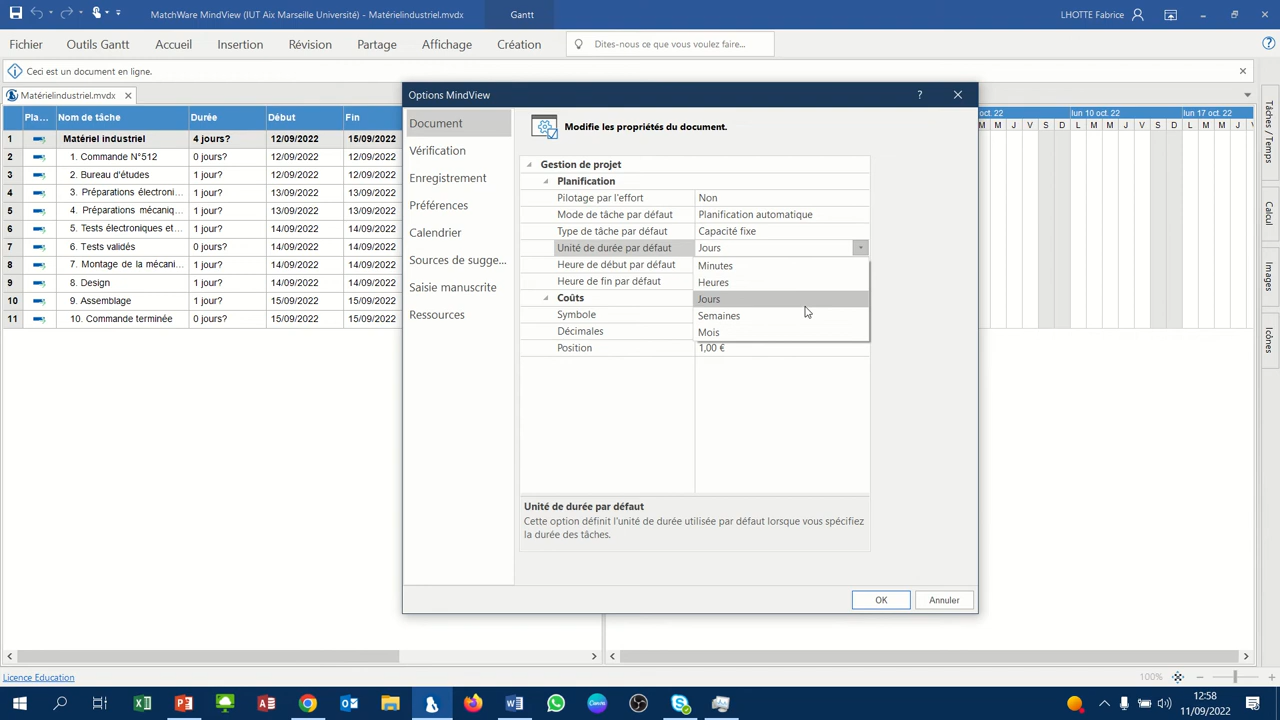 MatchWare MindView (IUT Aix Marseille Université) - Matérielindustriel.mvdx
Gantt
LHOTTE Fabrice
Fichier
Outils Gantt
Accueil
Insertion
Révision
Partage
Affichage
Création
Dites-nous ce que vous voulez faire...
Ceci est un document en ligne.
Matérielindustriel.mvdx
Pla... Nom de tâche Durée Début Fin
1 Matériel industriel 4 jours? 12/09/2022 15/09/2022
2 1. Commande N°512 0 jours? 12/09/2022 12/09/2022
3 2. Bureau d'études 1 jour? 12/09/2022 12/09/2022
4 3. Préparations électroni... 1 jour? 13/09/2022 13/09/2022
5 4. Préparations mécaniq... 1 jour? 13/09/2022 13/09/2022
6 5. Tests électroniques et... 1 jour? 14/09/2022 14/09/2022
7 6. Tests validés 0 jours? 14/09/2022 14/09/2022
8 7. Montage de la mécani... 1 jour? 14/09/2022 14/09/2022
9 8. Design 1 jour? 14/09/2022 14/09/2022
10 9. Assemblage 1 jour? 15/09/2022 15/09/2022
11 10. Commande terminée 0 jours? 15/09/2022 15/09/2022
Options MindView
?
Document
Vérification
Enregistrement
Préférences
Calendrier
Sources de sugge...
Saisie manuscrite
Ressources
Modifie les propriétés du document.
Gestion de projet
Planification
Pilotage par l'effort Non
Mode de tâche par défaut Planification automatique
Type de tâche par défaut Capacité fixe
Unité de durée par défaut Jours
Heure de début par défaut
Heure de fin par défaut
Coûts
Symbole
Décimales
Position 1,00 €
Minutes
Heures
Jours
Semaines
Mois
Unité de durée par défaut
Cette option définit l'unité de durée utilisée par défaut lorsque vous spécifiez
la durée des tâches.
OK
Annuler
oct. 22 lun 10 oct. 22 lun 17 oct. 22
M M J V S D L M M J V S D L M M J
Tâches / Temps
Calcul
Images
Icônes
Licence Education
100%
12:58
11/09/2022